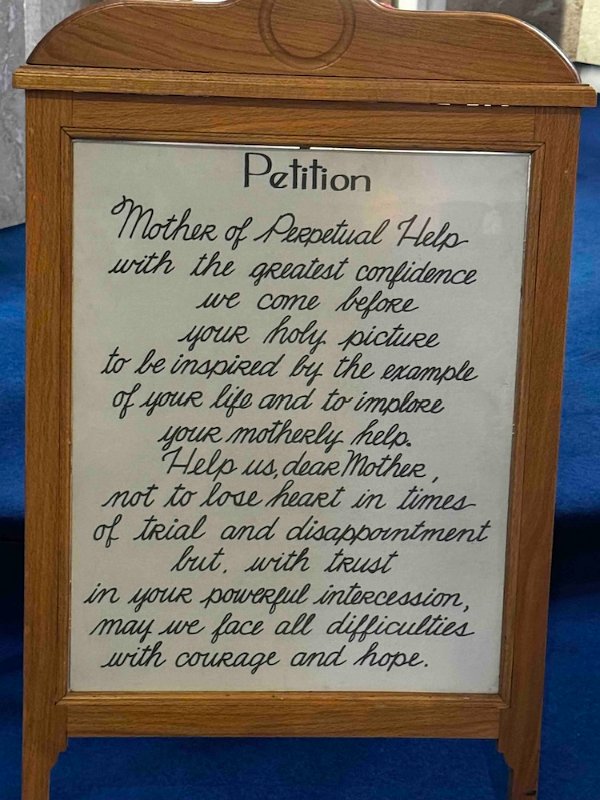 Petition
Mother of Perpetual Help
with the greatest confidence
we come before
your holy picture
to be inspired by the example
of your life and to implore
your motherly help.
Help us, dear Mother,
not to lose heart in times
of trial and disappointment
but, with trust
in your powerful intercession,
may we face all difficulties
with courage and hope.